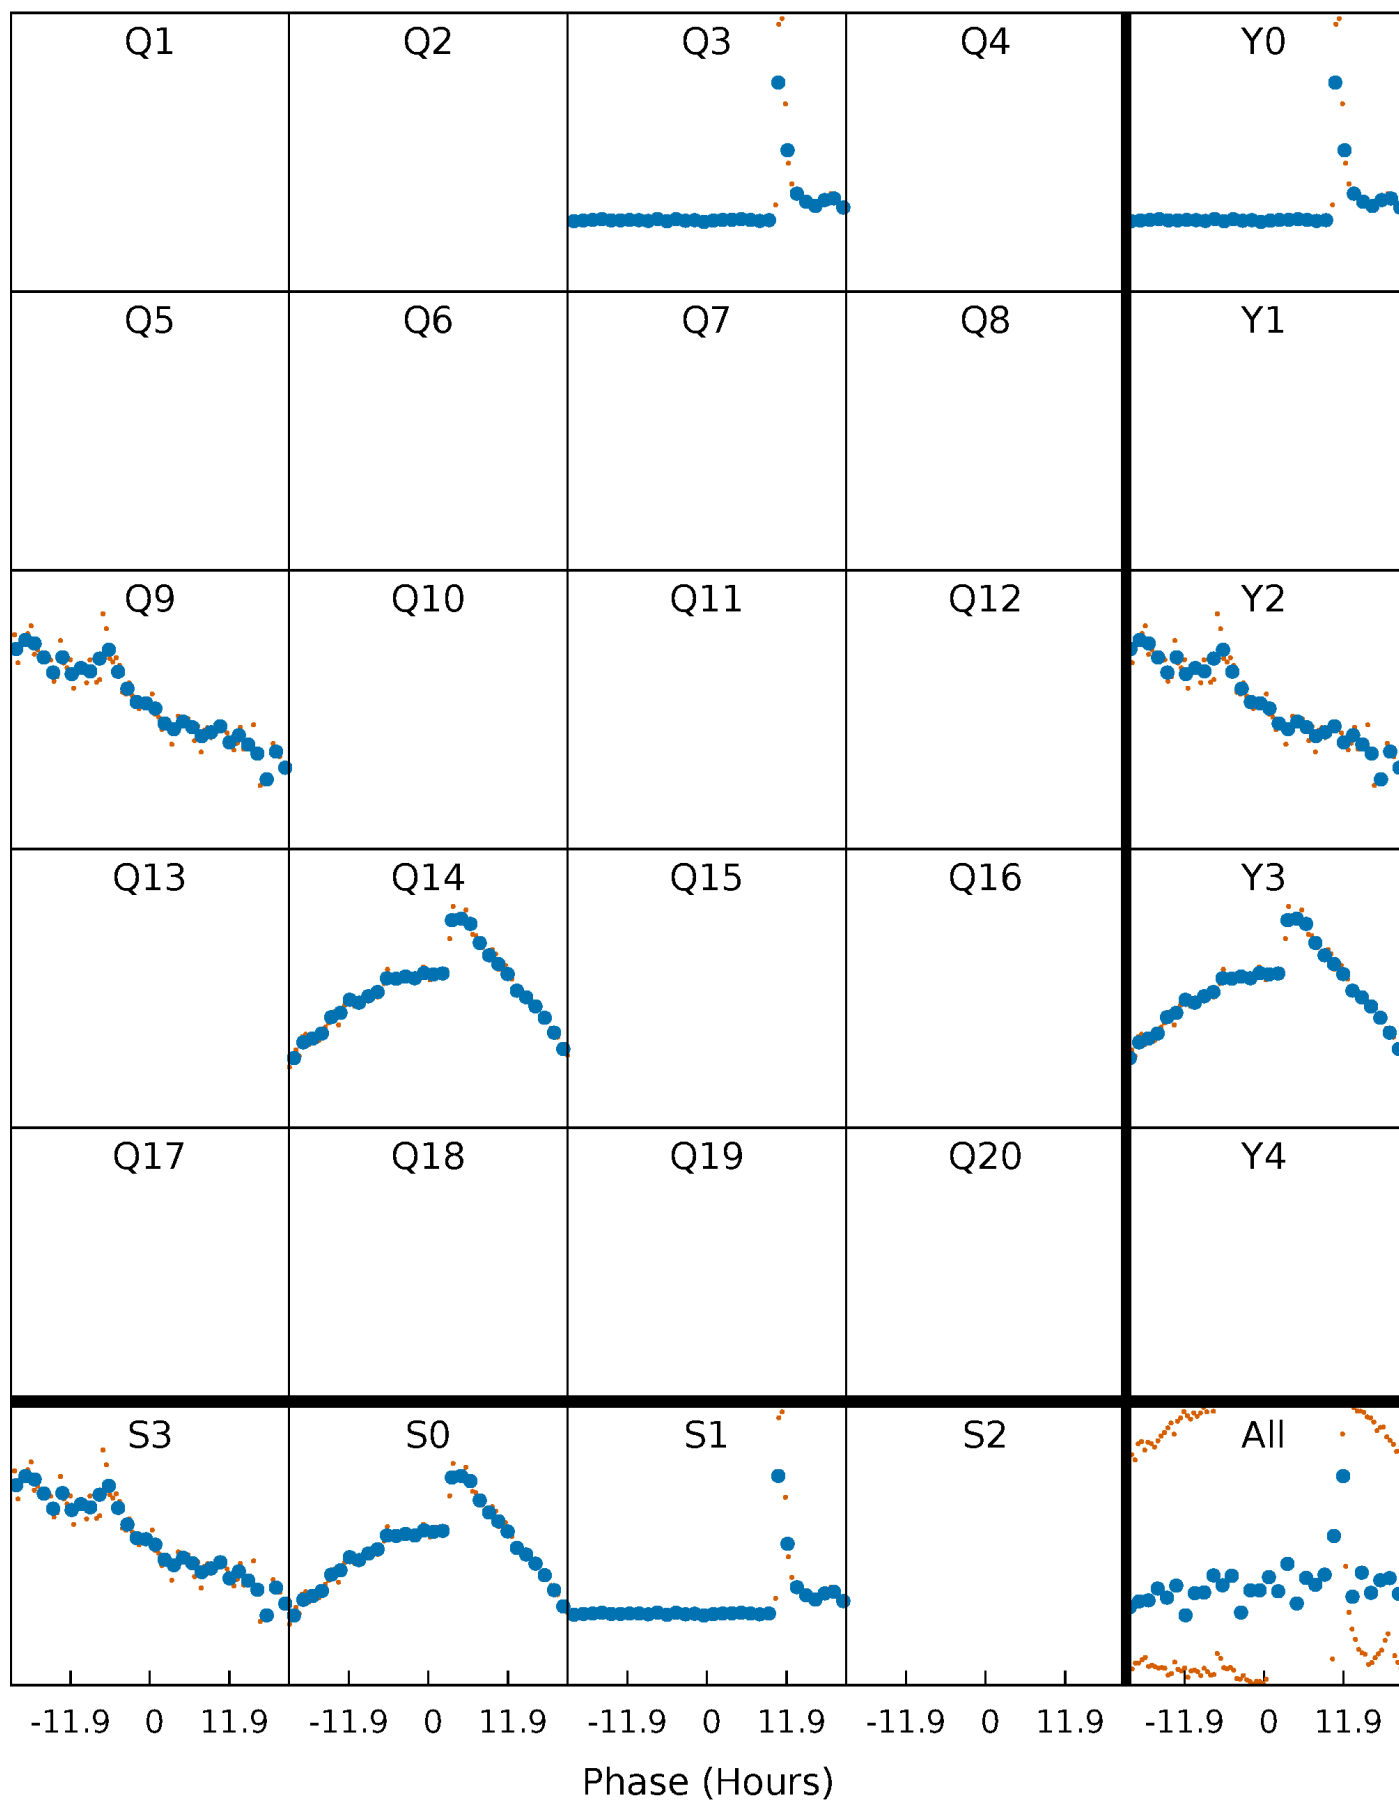 Q1 Q2 Q3 Q4 Y0
Q5 Q6 Q7 Q8 Y1
Q9 Q10 Q11 Q12 Y2
Q13 Q14 Q15 Q16 Y3
Q17 Q18 Q19 Q20 Y4
S3 S0 S1 S2 All
-11.9 0 11.9 -11.9 0 11.9 -11.9 0 11.9 -11.9 0 11.9 -11.9 0 11.9
Phase (Hours)